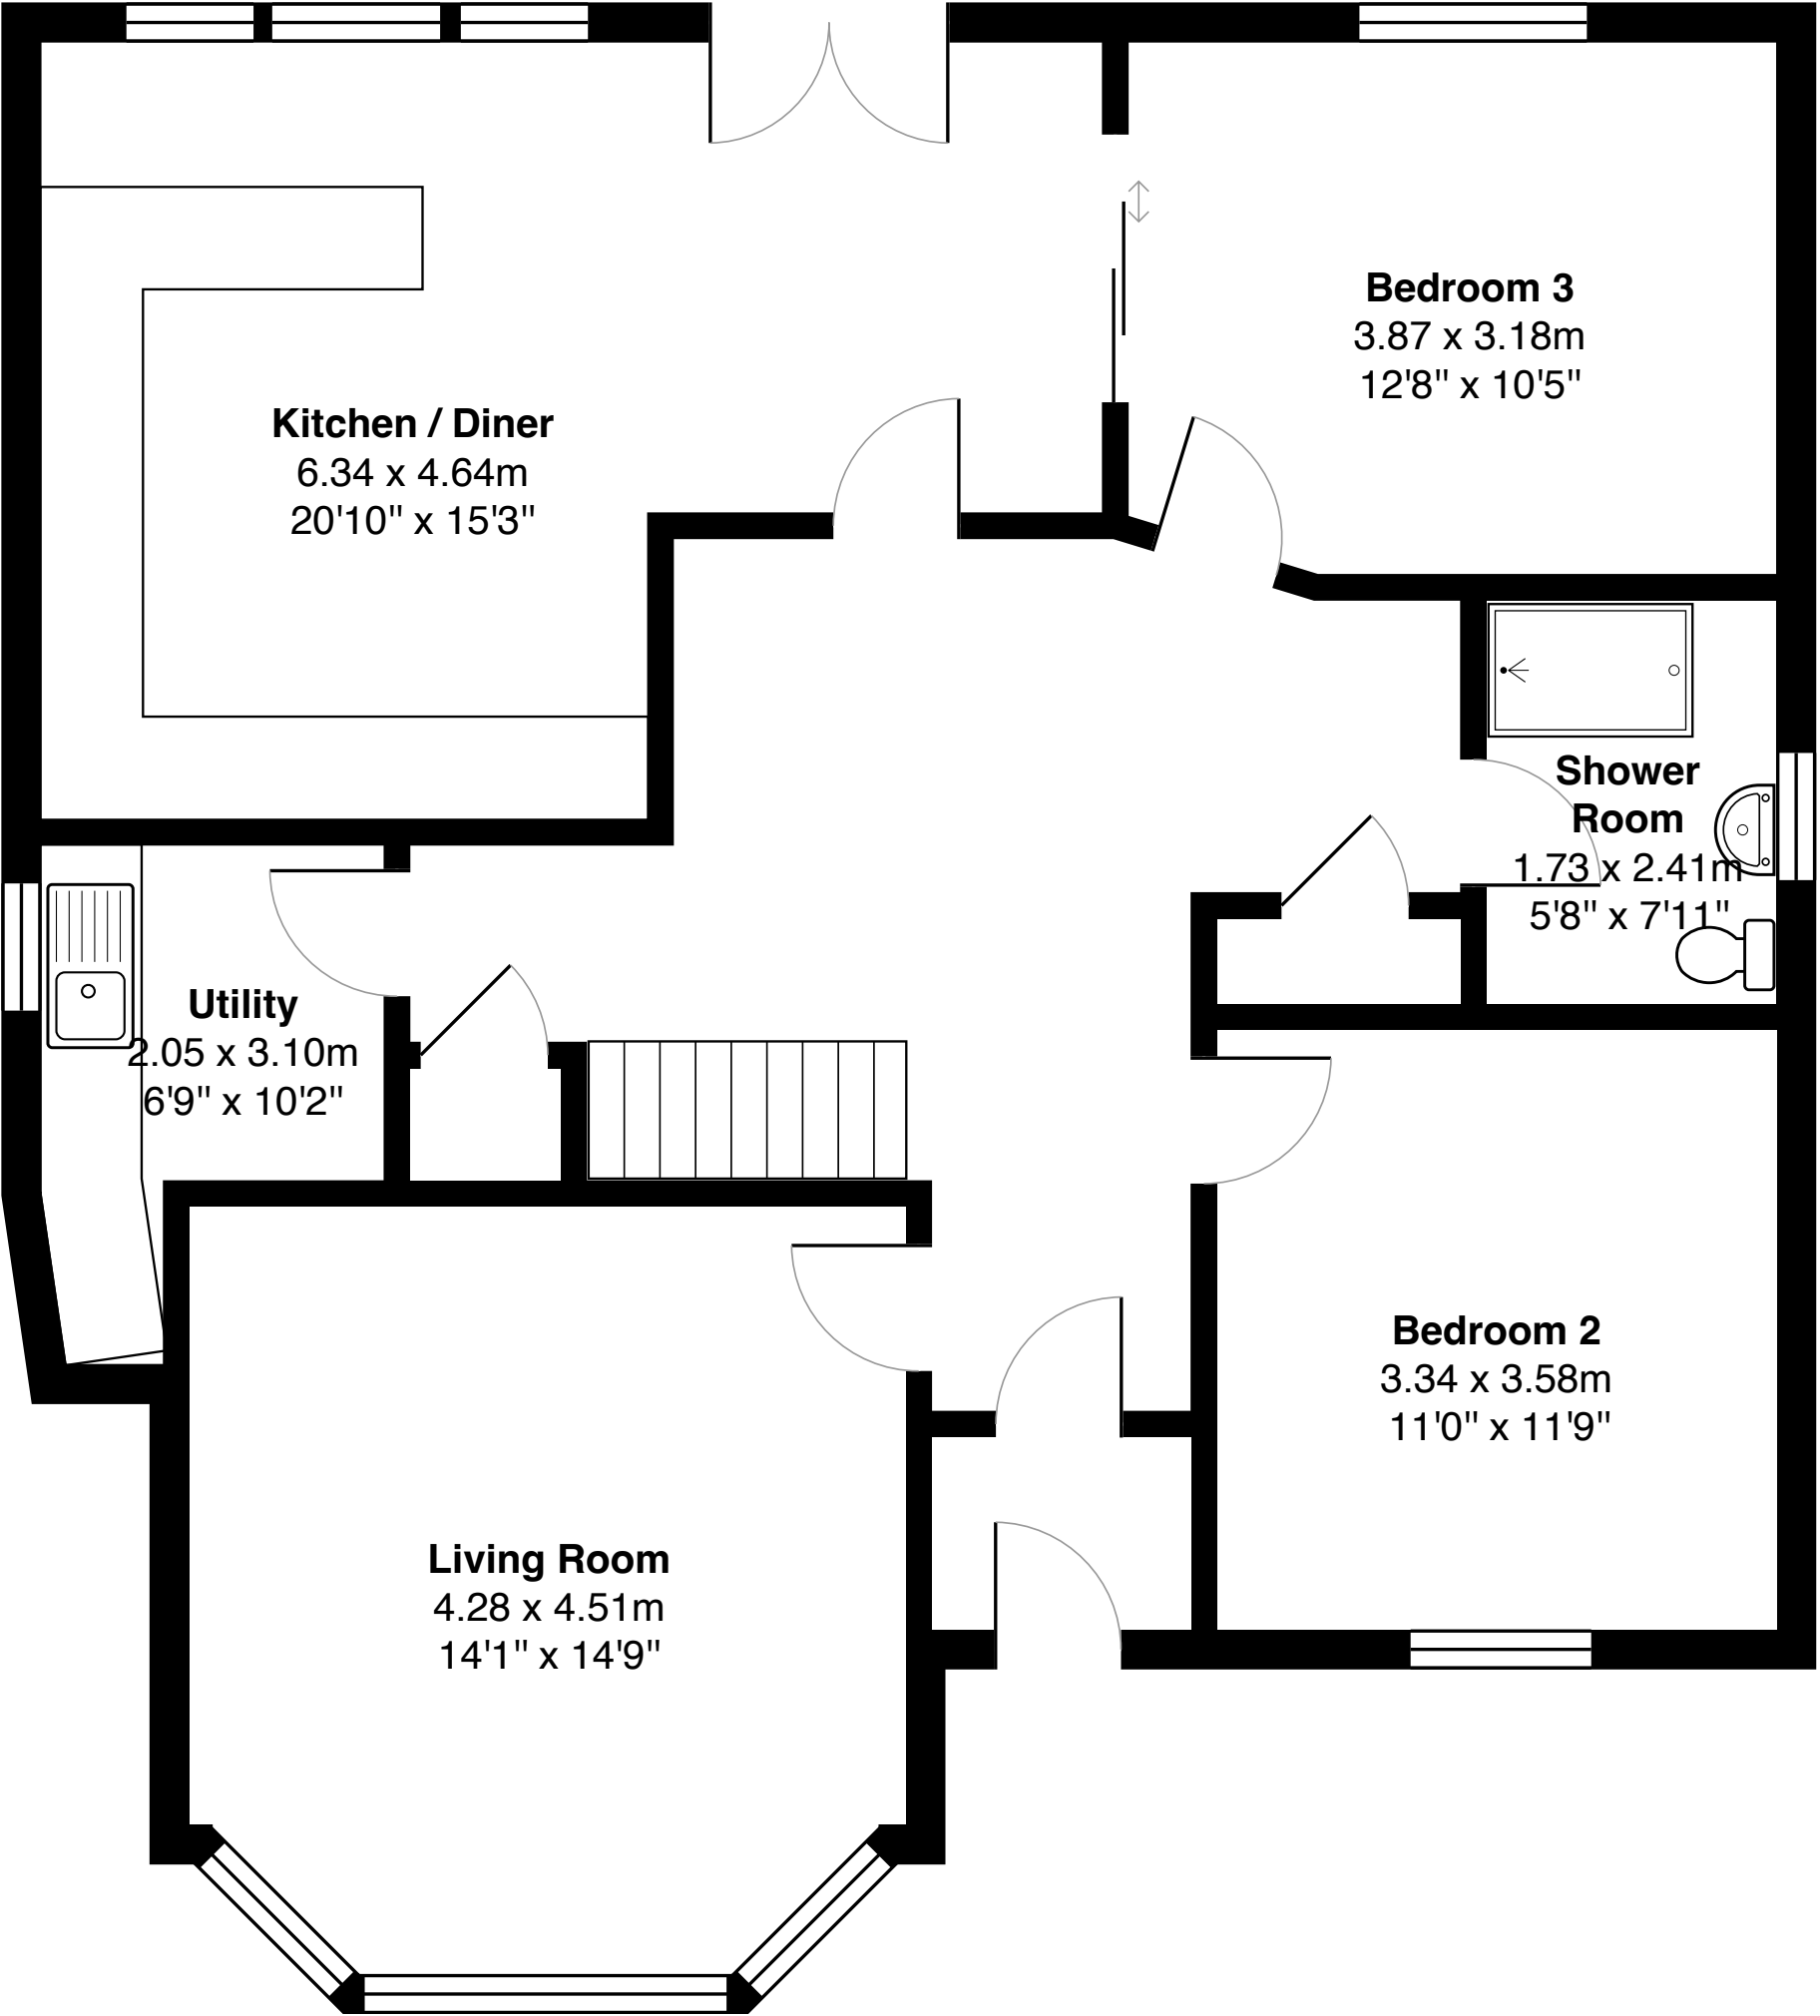 Bedroom 3
3.87 x 3.18m
12'8" x 10'5"
Kitchen / Diner
6.34 x 4.64m
20'10" x 15'3"
Shower
Room
1.73 x 2.41m
5'8" x 7'11"
Utility
2.05 x 3.10m
6'9" x 10'2"
Bedroom 2
3.34 x 3.58m
11'0" x 11'9"
Living Room
4.28 x 4.51m
14'1" x 14'9"